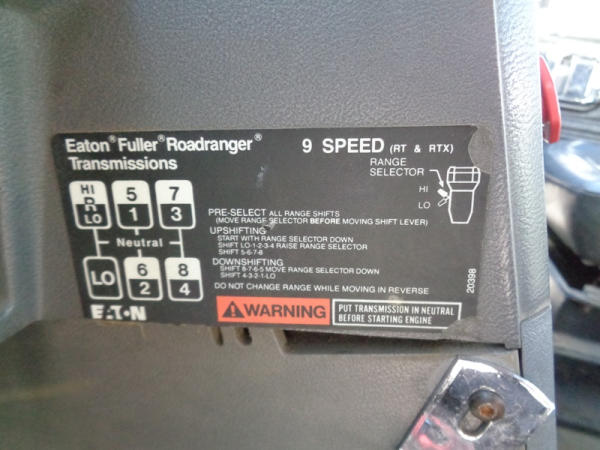 Eaton® Fuller® Roadranger® 9 SPEED (RT & RTX)
Transmissions
RANGE
SELECTOR
HI
LO
HI 5 7
R
LO 1 3
Neutral
LO 6 8
2 4
PRE-SELECT ALL RANGE SHIFTS
(MOVE RANGE SELECTOR BEFORE MOVING SHIFT LEVER)
UPSHIFTING
START WITH RANGE SELECTOR DOWN
SHIFT LO-1-2-3-4 RAISE RANGE SELECTOR
SHIFT 5-6-7-8
DOWNSHIFTING
SHIFT 8-7-6-5 MOVE RANGE SELECTOR DOWN
SHIFT 4-3-2-1-LO
DO NOT CHANGE RANGE WHILE MOVING IN REVERSE
20398
EATON
WARNING
PUT TRANSMISSION IN NEUTRAL
BEFORE STARTING ENGINE